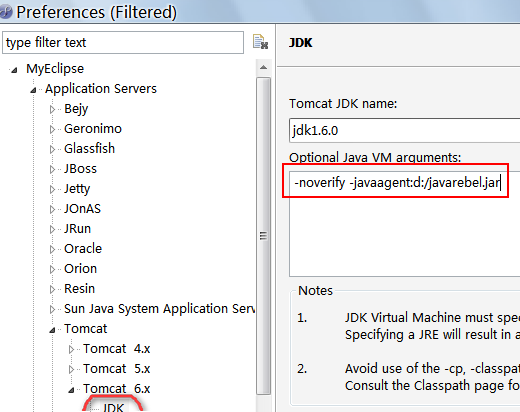 Preferences (Filtered)
type filter text
MyEclipse
Application Servers
Bejy
Geronimo
Glassfish
JBoss
Jetty
JOnAS
JRun
Oracle
Orion
Resin
Sun Java System Application Serve
Tomcat
Tomcat 4.x
Tomcat 5.x
Tomcat 6.x
JDK
JDK
Tomcat JDK name:
jdk1.6.0
Optional Java VM arguments:
-noverify -javaagent:d:/javarebel.jar
Notes
1. JDK Virtual Machine must spec
Specifying a JRE will result in a
2. Avoid use of the -cp, -classpat
Consult the Classpath page fo